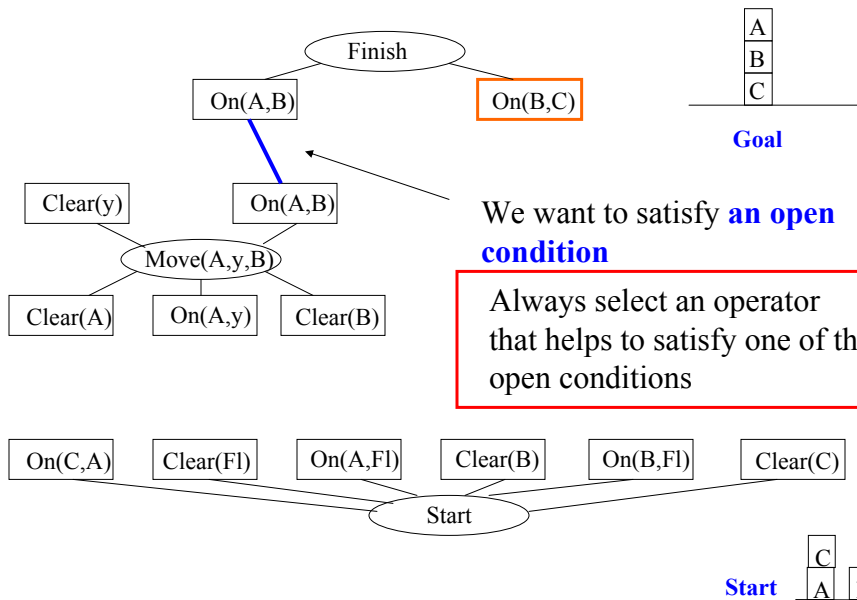 Finish
A
B
C
On(A,B)
On(B,C)
Goal
Clear(y)
On(A,B)
We want to satisfy an open
condition
Move(A,y,B)
Always select an operator
that helps to satisfy one of th
open conditions
Clear(A)
On(A,y)
Clear(B)
On(C,A)
Clear(Fl)
On(A,Fl)
Clear(B)
On(B,Fl)
Clear(C)
Start
C
Start
A